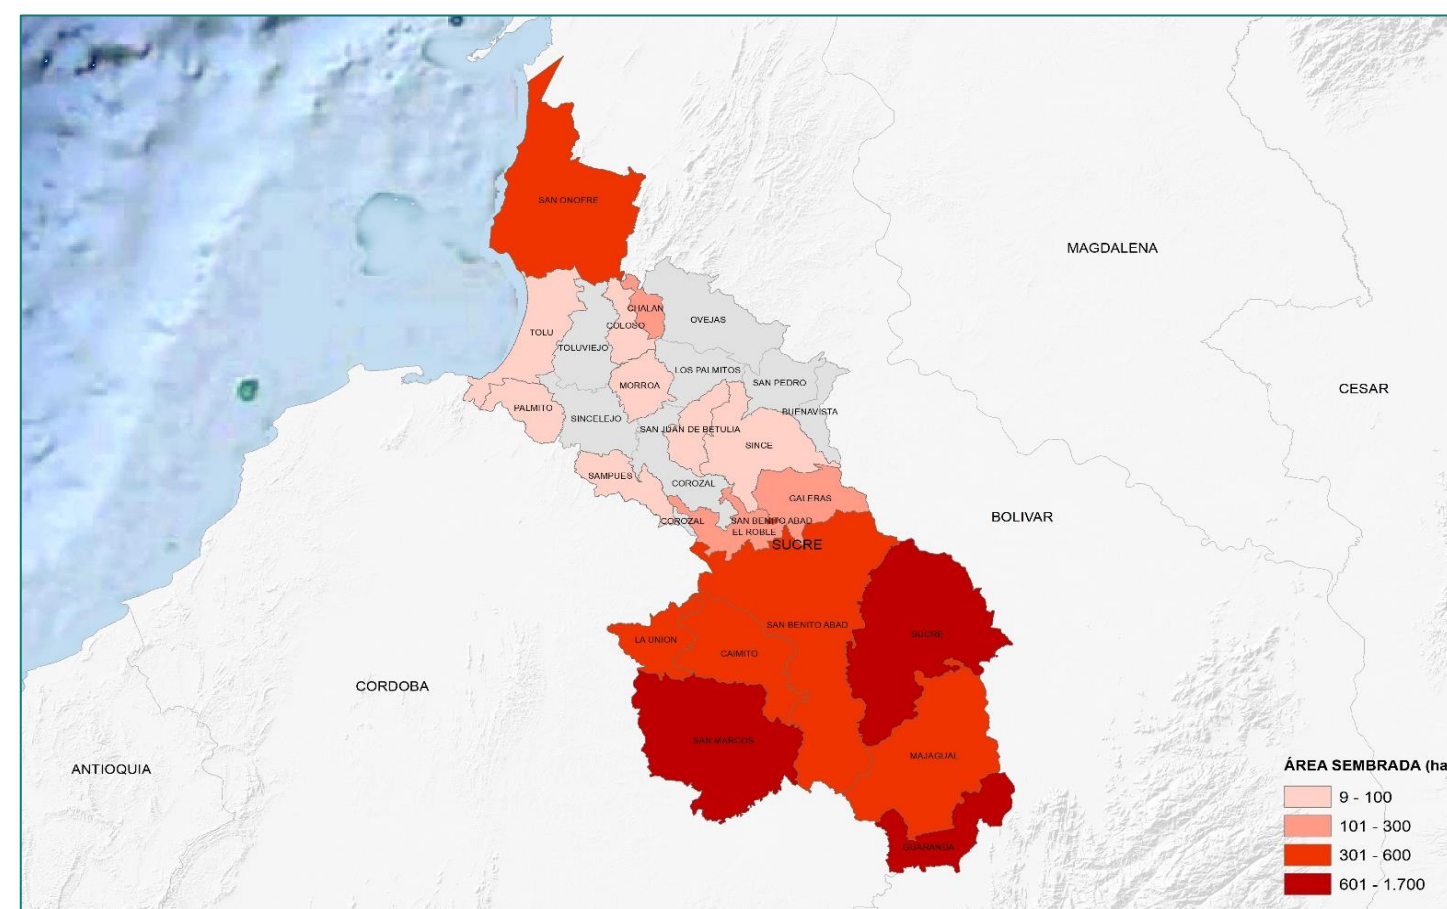 SAN ONOFRE
MAGDALENA
CHALAN
OVEJAS
COLOSO
TOLU
TOLUVIEJO
LOS PALMITOS
SAN PEDRO
CESAR
MORROA
PALMITO
BUENAVISTA
SINCELEJO
SAN JUAN DE BETULIA
SINCE
SAMPUES
COROZAL
GALERAS
BOLIVAR
COROZAL
SAN BENITO ABAD
EL ROBLE
SUCRE
SAN BENITO ABAD
SUCRE
LA UNION
CAIMITO
CORDOBA
SAN MARCOS
MAJAGUAL
ANTIOQUIA
GUARANDA
ÁREA SEMBRADA (ha
9 - 100
101 - 300
301 - 600
601 - 1.700